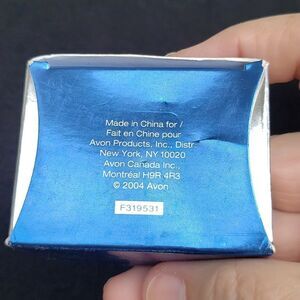 Made in China for /
Fait en Chine pour
Avon Products, Inc., Distr.
New York, NY 10020
Avon Canada Inc.,
Montréal H9R 4R3
© 2004 Avon
F319531